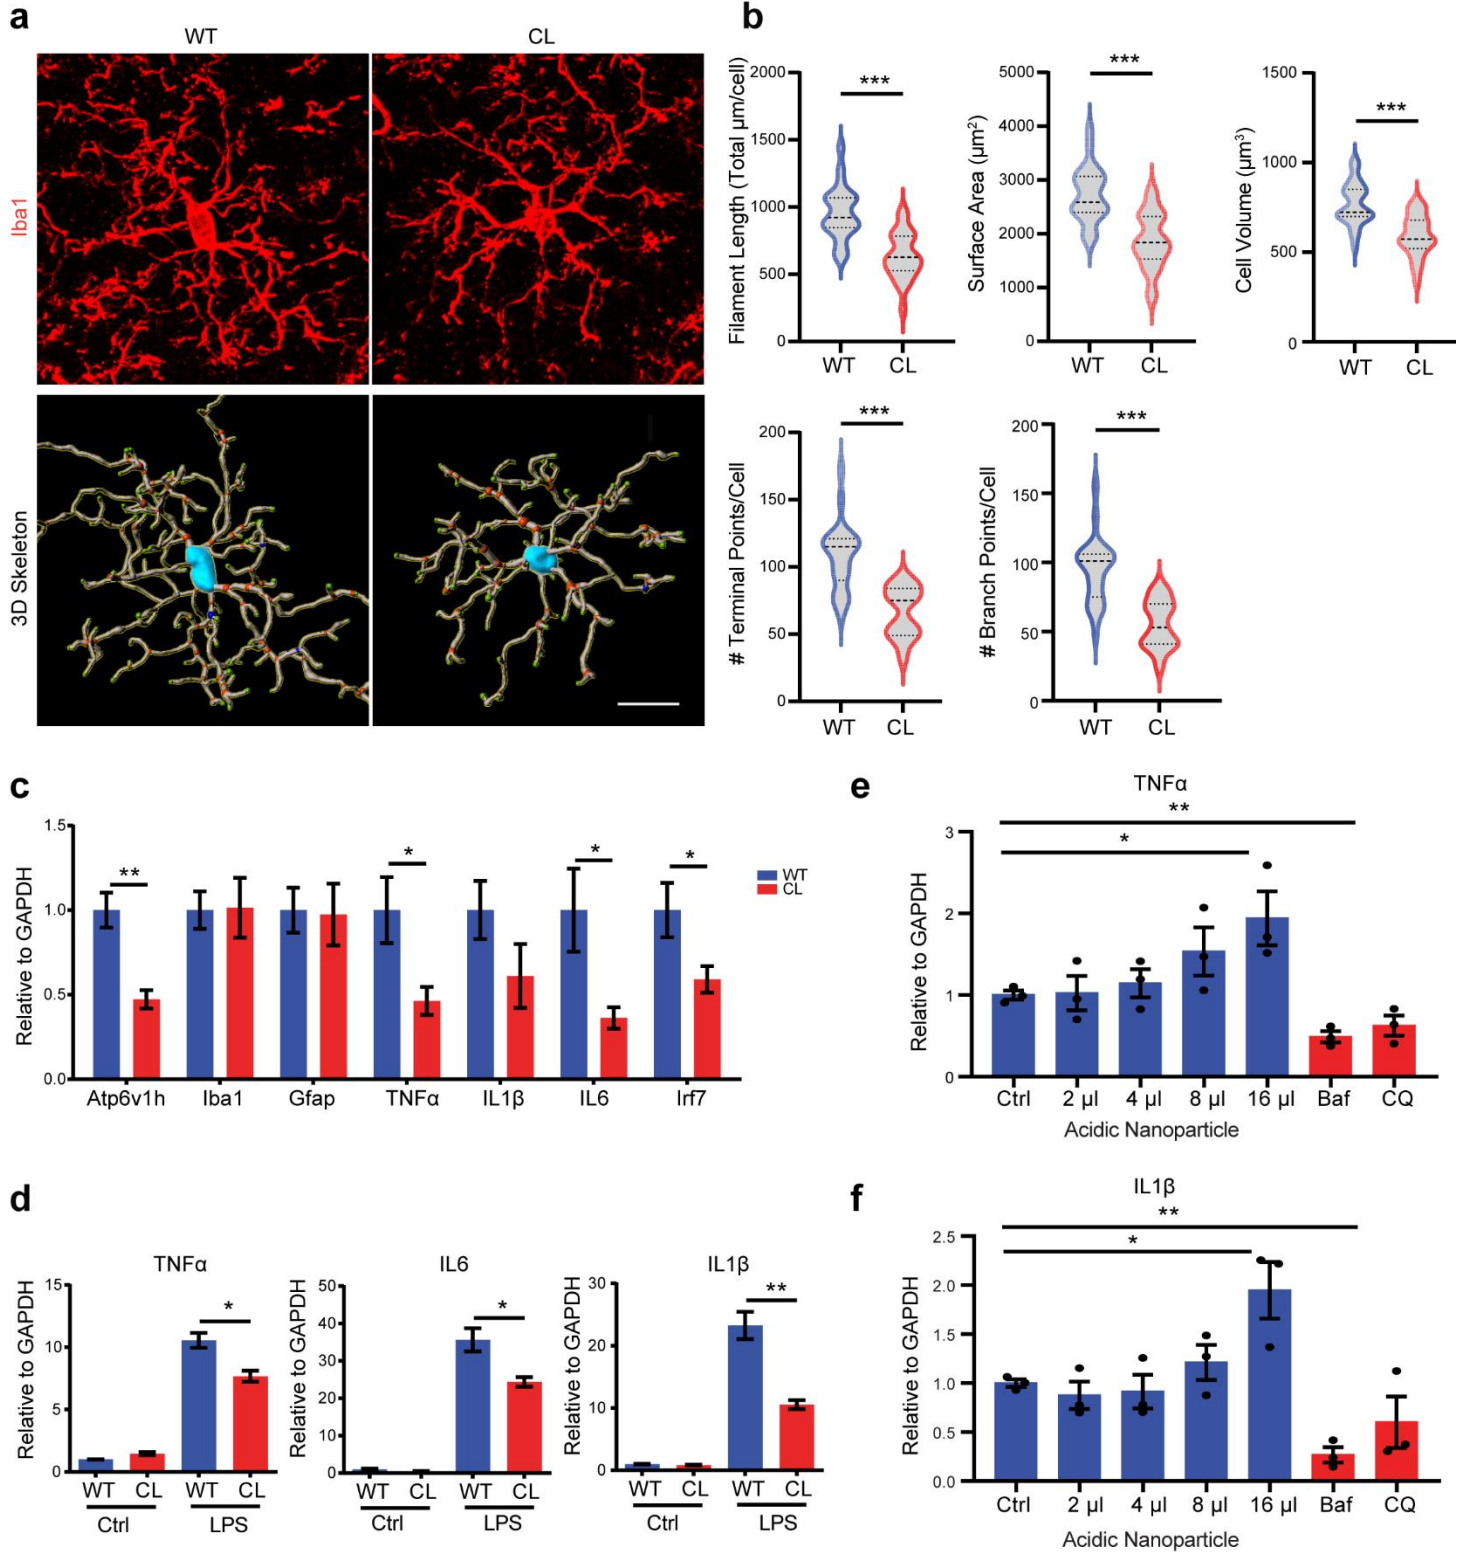 a
WT
CL
Iba1
3D Skeleton
b
Filament Length (Total µm/cell)
2000
1500
1000
500
0
***
WT
CL
Surface Area (µm²)
5000
4000
3000
2000
1000
0
***
WT
CL
Cell Volume (µm³)
1500
1000
500
0
***
WT
CL
# Terminal Points/Cell
200
150
100
50
0
***
WT
CL
# Branch Points/Cell
200
150
100
50
0
***
WT
CL
c
Relative to GAPDH
1.5
1.0
0.5
0.0
**
*
*
*
WT
CL
Atp6v1h
Iba1
Gfap
TNFα
IL1β
IL6
Irf7
d
TNFα
Relative to GAPDH
15
10
5
0
*
WT CL WT CL
Ctrl LPS
IL6
Relative to GAPDH
50
40
30
20
10
0
*
WT CL WT CL
Ctrl LPS
IL1β
Relative to GAPDH
30
20
10
0
**
WT CL WT CL
Ctrl LPS
e
TNFα
**
*
Relative to GAPDH
3
2
1
0
Ctrl 2 µl 4 µl 8 µl 16 µl Baf CQ
Acidic Nanoparticle
f
IL1β
**
*
Relative to GAPDH
2.5
2.0
1.5
1.0
0.5
0.0
Ctrl 2 µl 4 µl 8 µl 16 µl Baf CQ
Acidic Nanoparticle